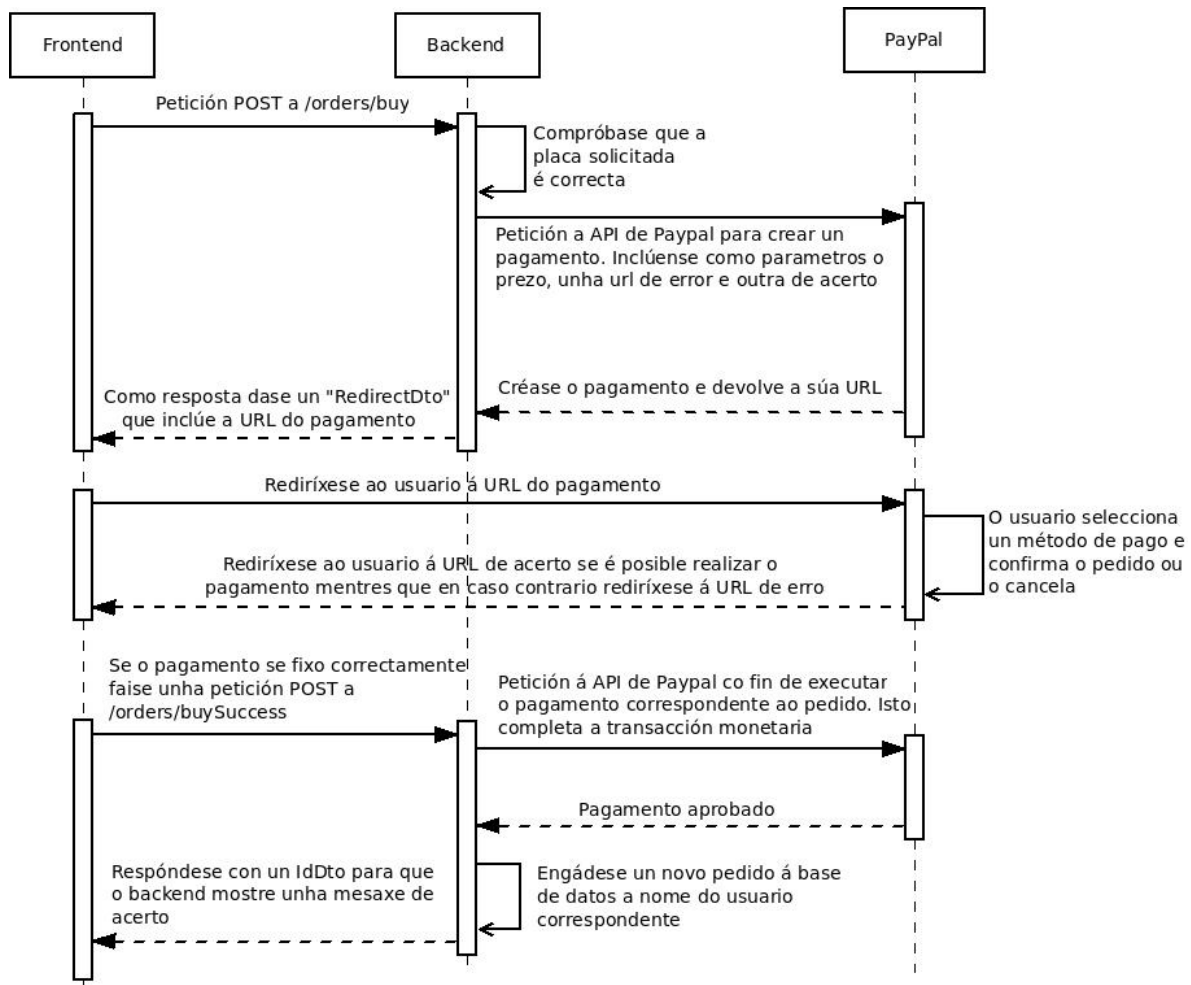 Frontend
Backend
PayPal
Petición POST a /orders/buy
Compróbase que a
placa solicitada
é correcta
Petición a API de Paypal para crear un
pagamento. Inclúense como parametros o
prezo, unha url de error e outra de acerto
Créase o pagamento e devolve a súa URL
Como resposta dase un "RedirectDto"
que inclúe a URL do pagamento
Rediríxese ao usuario á URL do pagamento
O usuario selecciona
un método de pago e
confirma o pedido ou
o cancela
Rediríxese ao usuario á URL de acerto se é posible realizar o
pagamento mentres que en caso contrario rediríxese á URL de erro
Se o pagamento se fixo correctamente
faise unha petición POST a
/orders/buySuccess
Petición á API de Paypal co fin de executar
o pagamento correspondente ao pedido. Isto
completa a transacción monetaria
Pagamento aprobado
Engádese un novo pedido á base
de datos a nome do usuario
correspondente
Respóndese con un IdDto para que
o backend mostre unha mesaxe de
acerto